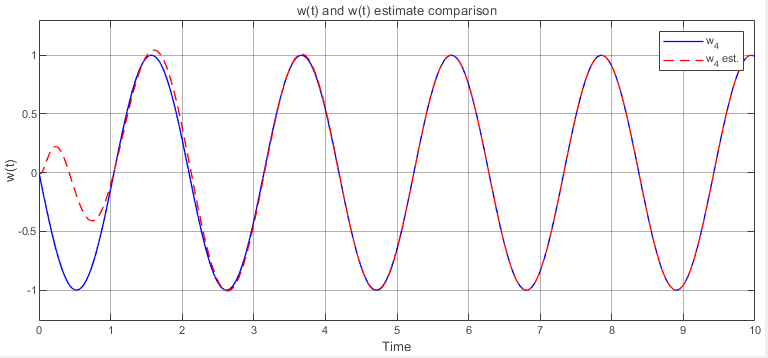 w(t) and w(t) estimate comparison
w4
w4 est.
w(t)
1
0.5
0
-0.5
-1
0 1 2 3 4 5 6 7 8 9 10
Time